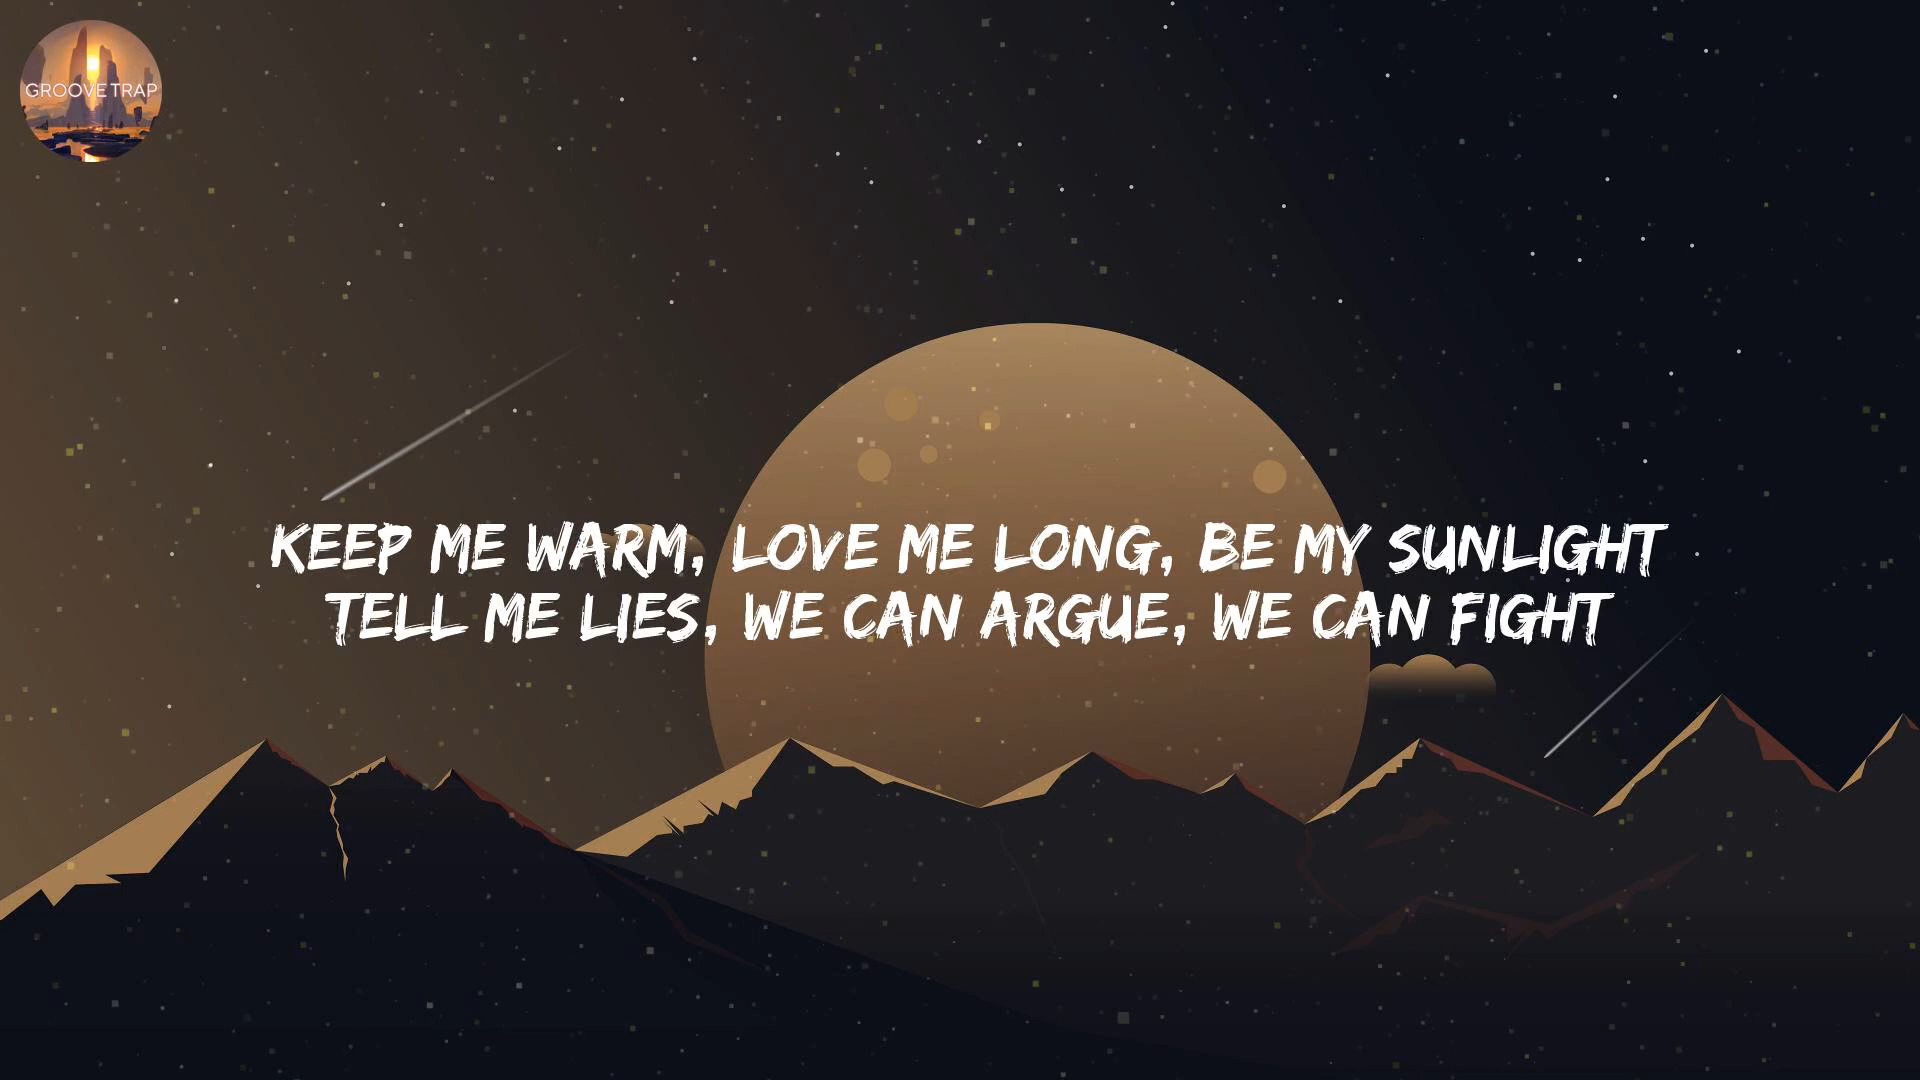 GROOVE TRAP
KEEP ME WARM, LOVE ME LONG, BE MY SUNLIGHT
TELL ME LIES, WE CAN ARGUE, WE CAN FIGHT